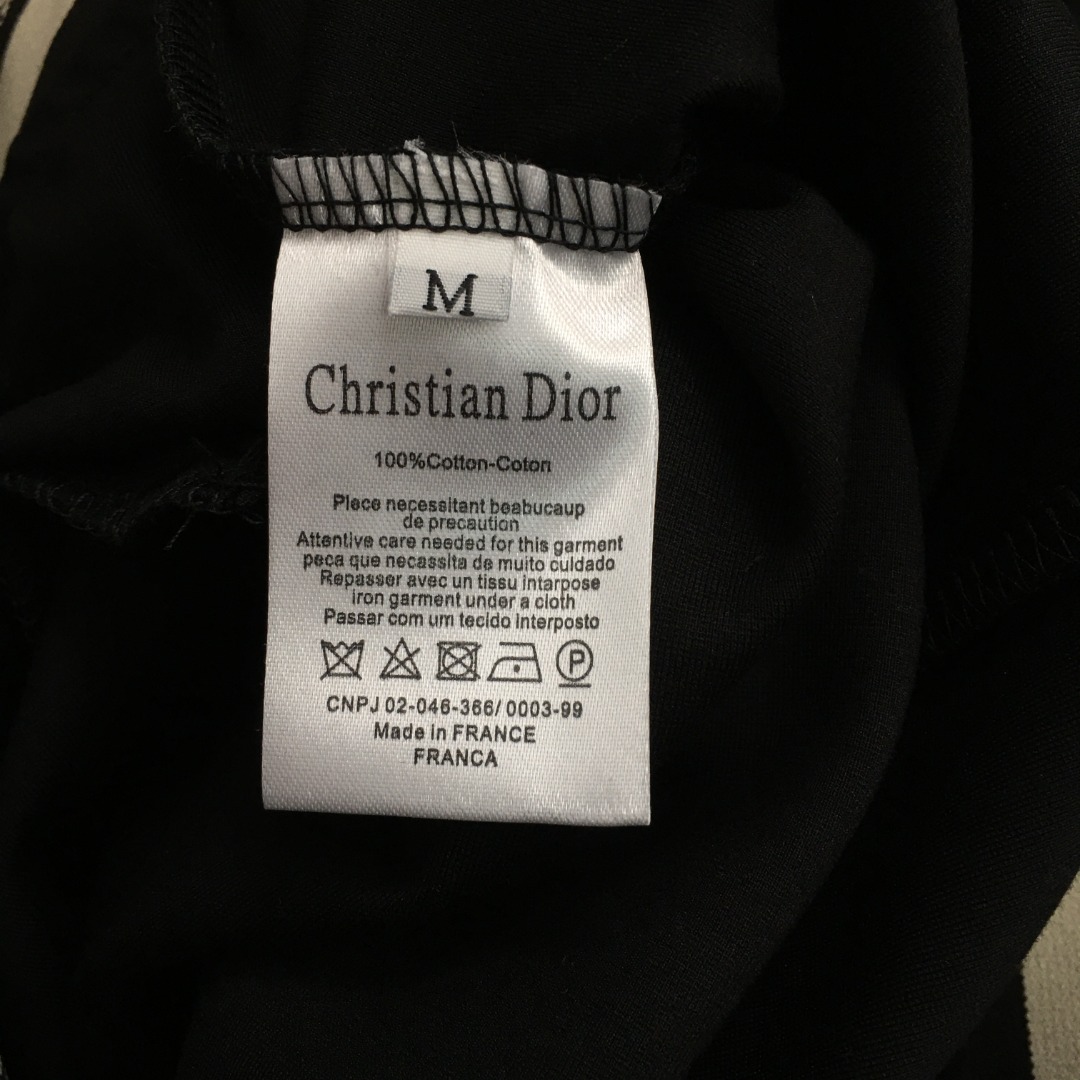 M
Christian Dior
100%Cotton-Coton
Piece necessitant beabucaup
de precaution
Attentive care needed for this garment
peca que necassita de muito culdado
Repasser avec un tissu intarpose
iron garment under a cloth
Passar com um tecido interposto
P
CNPJ 02-046-366/0003-99
Made in FRANCE
FRANCA